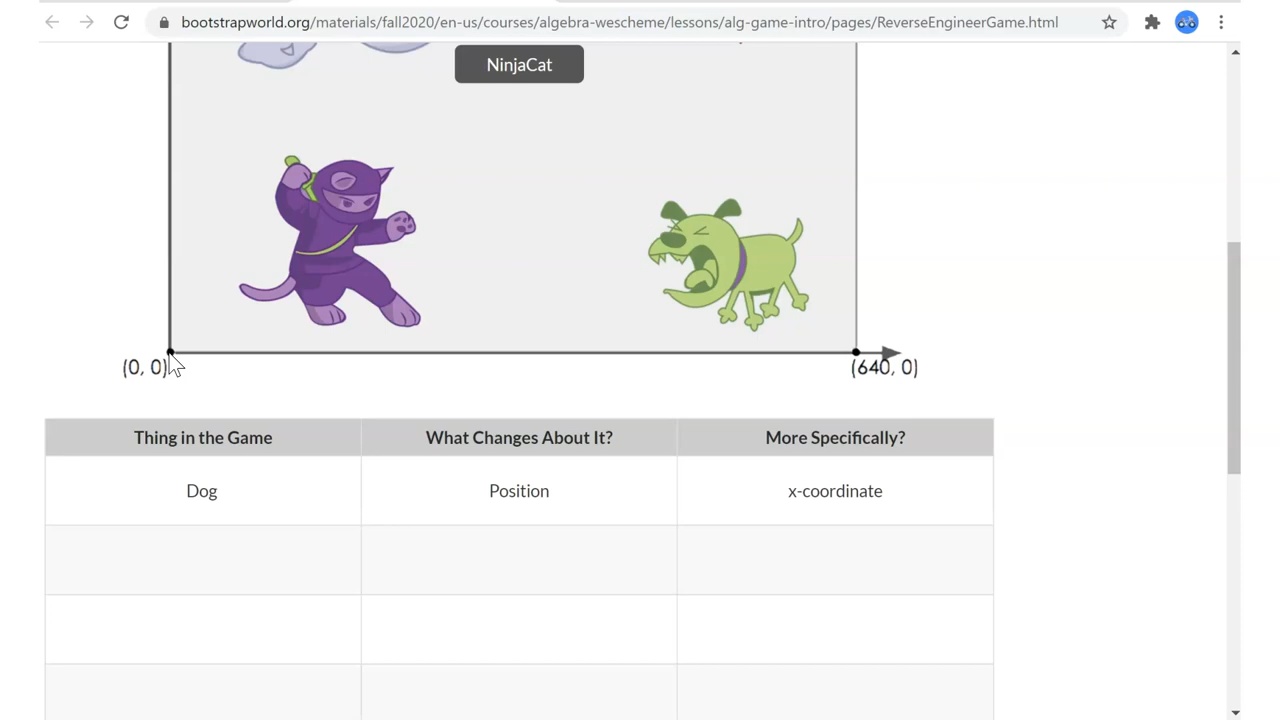 bootstrapworld.org/materials/fall2020/en-us/courses/algebra-wescheme/lessons/alg-game-intro/pages/ReverseEngineerGame.html
NinjaCat
(0, 0)
(640, 0)
Thing in the Game What Changes About It? More Specifically?
Dog Position x-coordinate